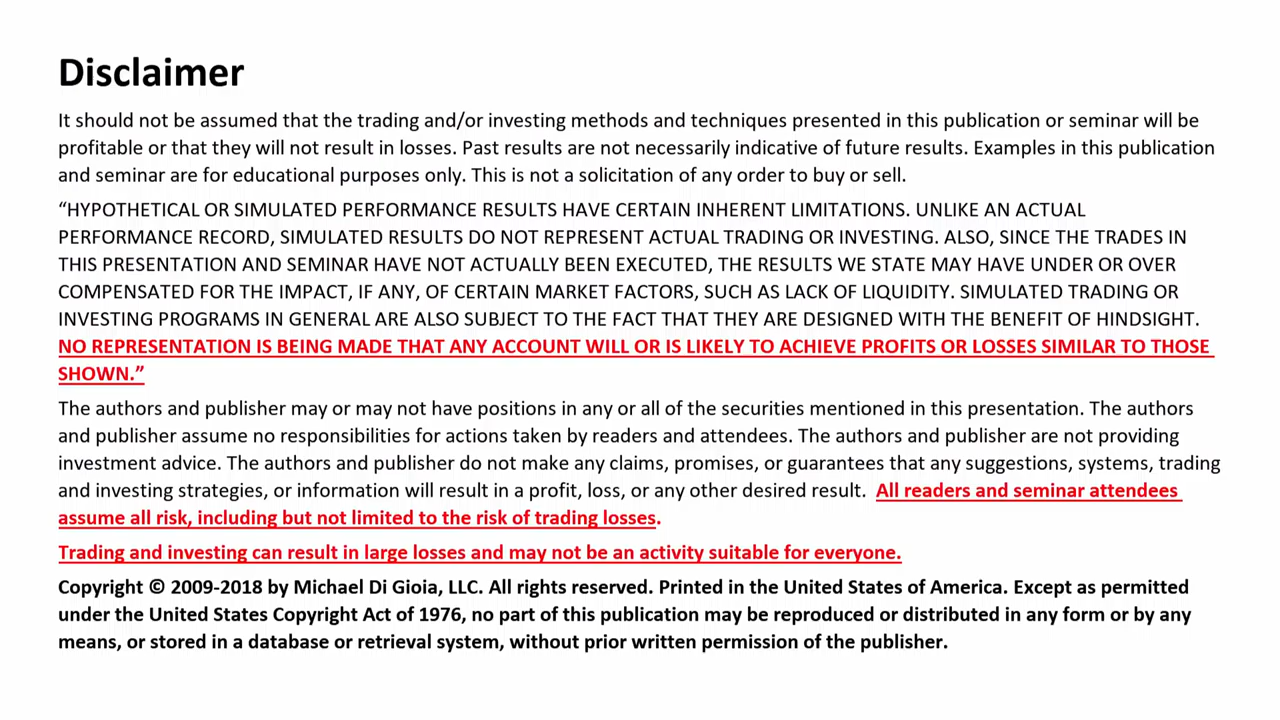 Disclaimer
It should not be assumed that the trading and/or investing methods and techniques presented in this publication or seminar will be
profitable or that they will not result in losses. Past results are not necessarily indicative of future results. Examples in this publication
and seminar are for educational purposes only. This is not a solicitation of any order to buy or sell.
“HYPOTHETICAL OR SIMULATED PERFORMANCE RESULTS HAVE CERTAIN INHERENT LIMITATIONS. UNLIKE AN ACTUAL
PERFORMANCE RECORD, SIMULATED RESULTS DO NOT REPRESENT ACTUAL TRADING OR INVESTING. ALSO, SINCE THE TRADES IN
THIS PRESENTATION AND SEMINAR HAVE NOT ACTUALLY BEEN EXECUTED, THE RESULTS WE STATE MAY HAVE UNDER OR OVER
COMPENSATED FOR THE IMPACT, IF ANY, OF CERTAIN MARKET FACTORS, SUCH AS LACK OF LIQUIDITY. SIMULATED TRADING OR
INVESTING PROGRAMS IN GENERAL ARE ALSO SUBJECT TO THE FACT THAT THEY ARE DESIGNED WITH THE BENEFIT OF HINDSIGHT.
NO REPRESENTATION IS BEING MADE THAT ANY ACCOUNT WILL OR IS LIKELY TO ACHIEVE PROFITS OR LOSSES SIMILAR TO THOSE
SHOWN.”
The authors and publisher may or may not have positions in any or all of the securities mentioned in this presentation. The authors
and publisher assume no responsibilities for actions taken by readers and attendees. The authors and publisher are not providing
investment advice. The authors and publisher do not make any claims, promises, or guarantees that any suggestions, systems, trading
and investing strategies, or information will result in a profit, loss, or any other desired result. All readers and seminar attendees
assume all risk, including but not limited to the risk of trading losses.
Trading and investing can result in large losses and may not be an activity suitable for everyone.
Copyright © 2009-2018 by Michael Di Gioia, LLC. All rights reserved. Printed in the United States of America. Except as permitted
under the United States Copyright Act of 1976, no part of this publication may be reproduced or distributed in any form or by any
means, or stored in a database or retrieval system, without prior written permission of the publisher.